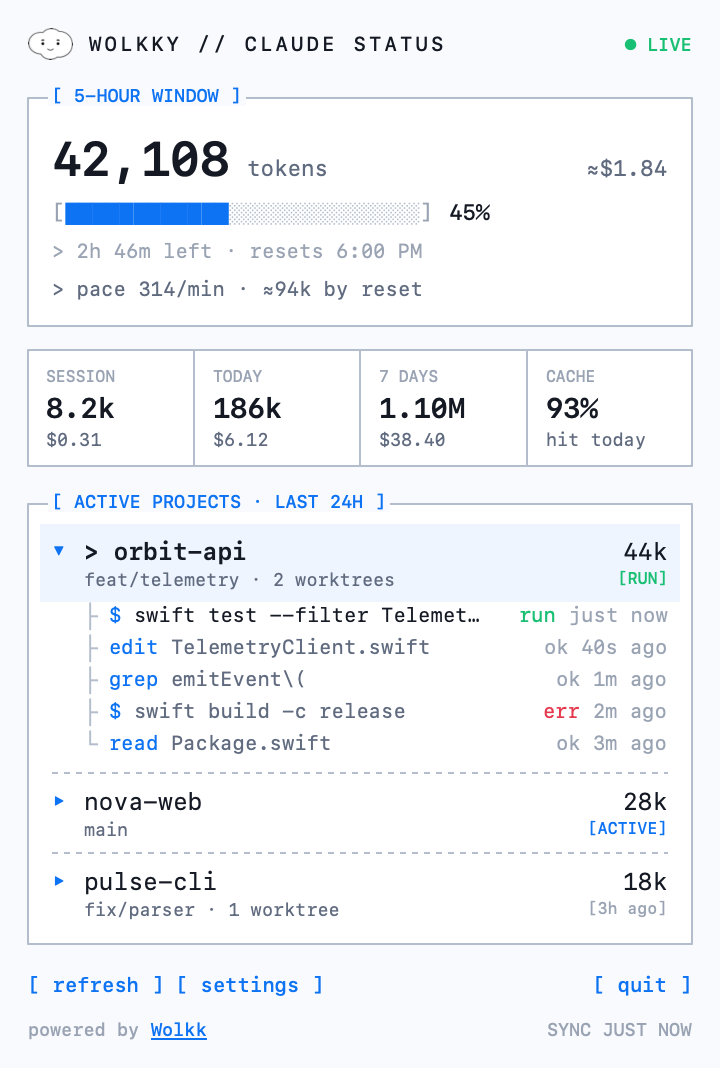 WOLKKY // CLAUDE STATUS ● LIVE
[ 5-HOUR WINDOW ]
42,108 tokens ≈$1.84
[████████████░░░░░░░░░░░░░░] 45%
> 2h 46m left · resets 6:00 PM
> pace 314/min · ≈94k by reset
SESSION TODAY 7 DAYS CACHE
8.2k 186k 1.10M 93%
$0.31 $6.12 $38.40 hit today
[ ACTIVE PROJECTS · LAST 24H ]
▼ > orbit-api 44k
feat/telemetry · 2 worktrees [RUN]
├ $ swift test --filter Telemet… run just now
├ edit TelemetryClient.swift ok 40s ago
├ grep emitEvent\( ok 1m ago
├ $ swift build -c release err 2m ago
└ read Package.swift ok 3m ago
▶ nova-web 28k
main [ACTIVE]
▶ pulse-cli 18k
fix/parser · 1 worktree [3h ago]
[ refresh ] [ settings ] [ quit ]
powered by Wolkk SYNC JUST NOW